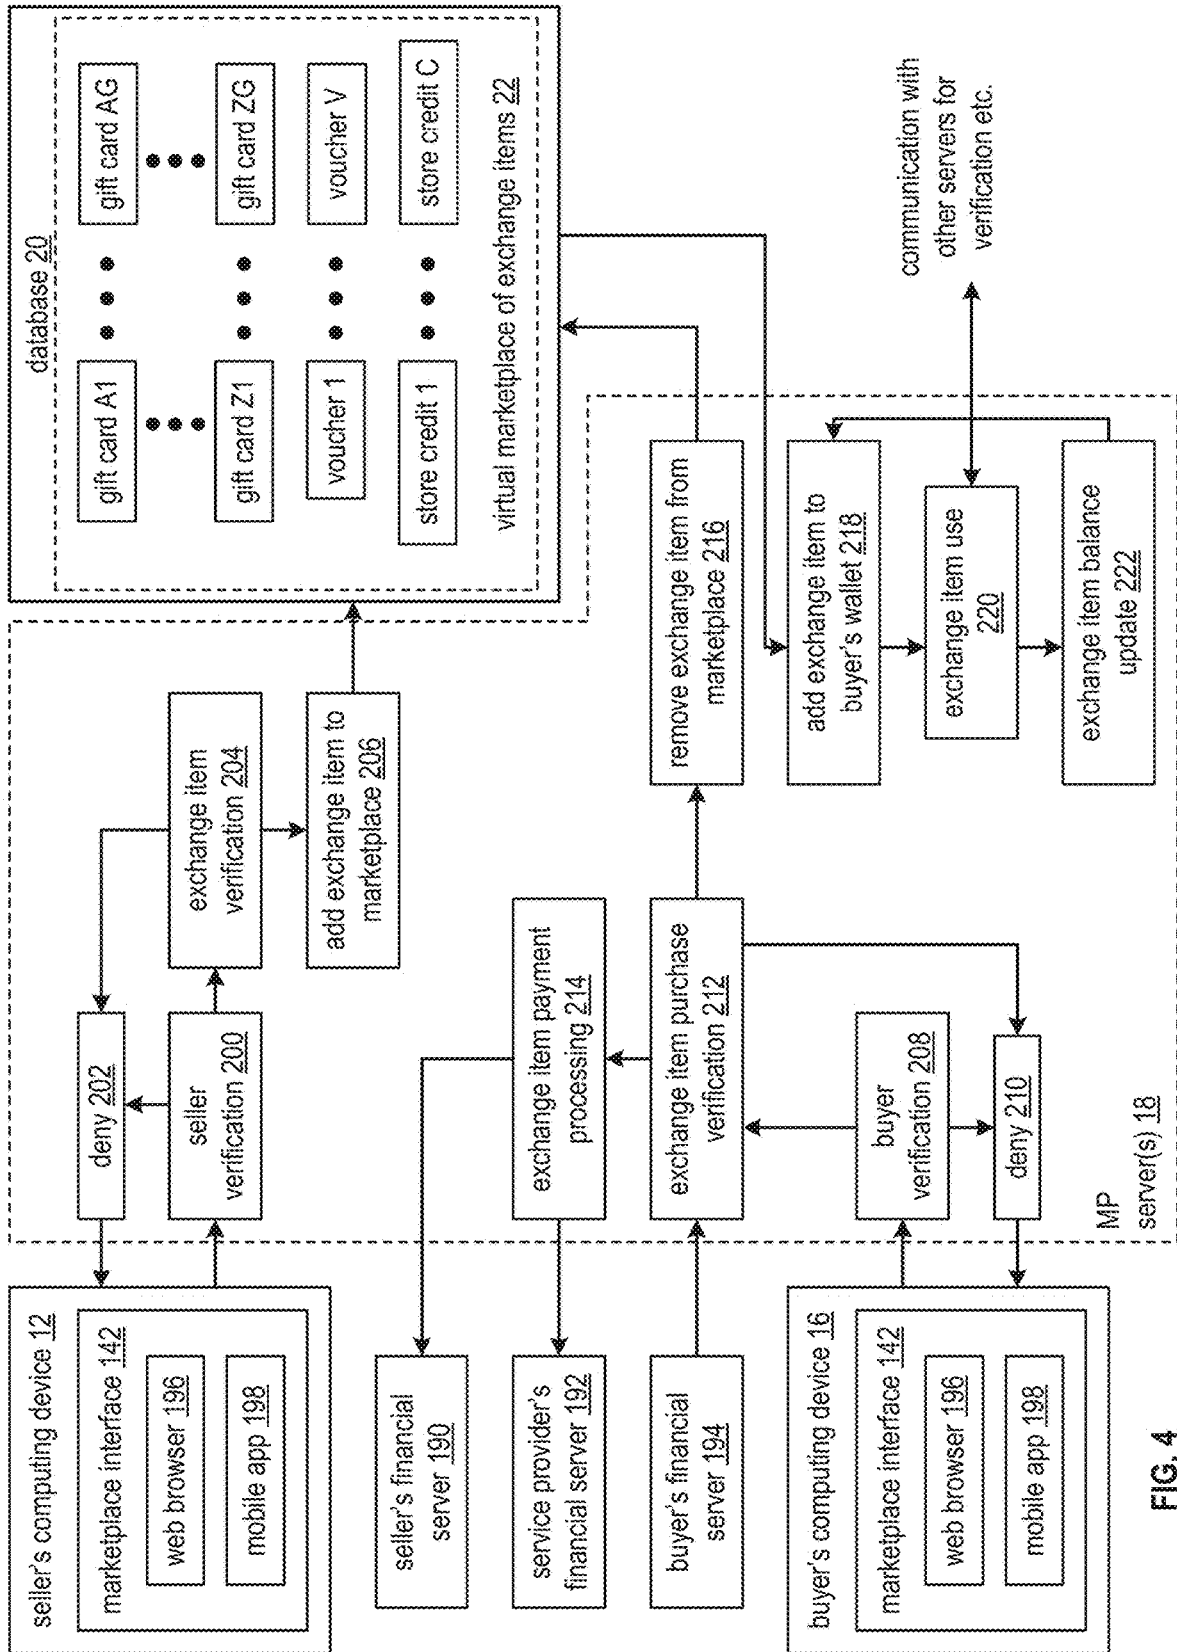 seller's computing device 12
marketplace interface 142
web browser 196
mobile app 198
seller's financial
server 190
service provider's
financial server 192
buyer's financial
server 194
buyer's computing device 16
marketplace interface 142
web browser 196
mobile app 198
deny 202
seller
verification 200
exchange item
verification 204
add exchange item to
marketplace 206
exchange item payment
processing 214
exchange item purchase
verification 212
buyer
verification 208
deny 210
MP
server(s) 18
remove exchange item from
marketplace 216
add exchange item to
buyer's wallet 218
exchange item use
220
exchange item balance
update 222
database 20
gift card A1
gift card AG
gift card Z1
gift card ZG
voucher 1
voucher V
store credit 1
store credit C
virtual marketplace of exchange items 22
communication with
other servers for
verification etc.
FIG. 4